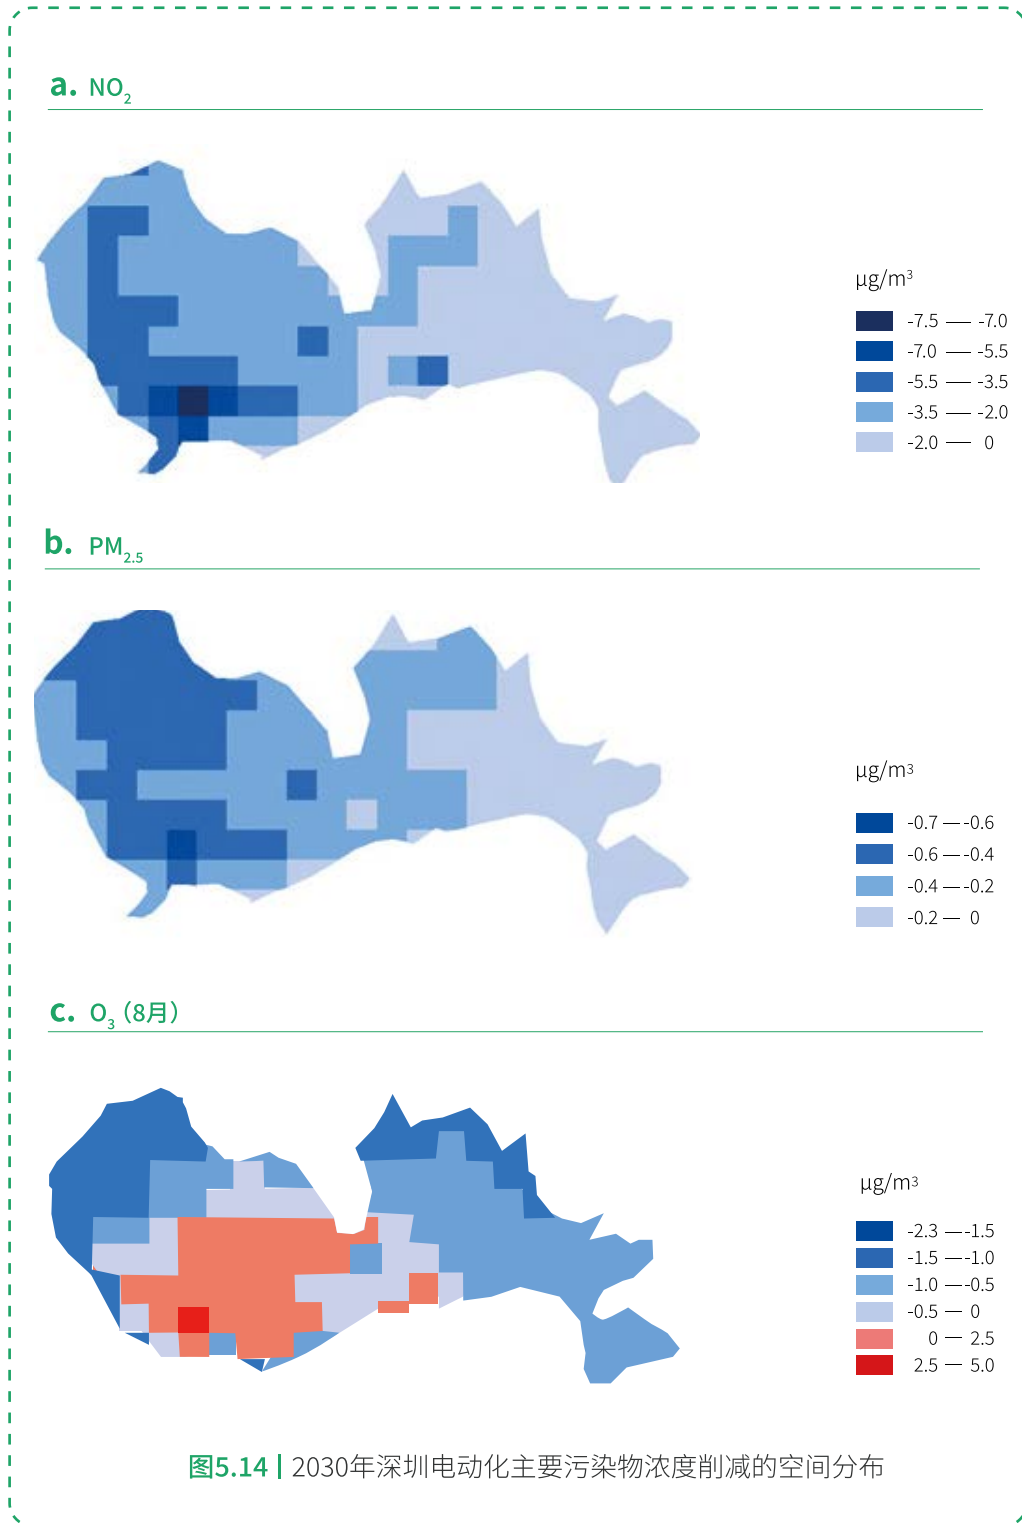 a. NO2
μg/m3
-7.5 — -7.0
-7.0 — -5.5
-5.5 — -3.5
-3.5 — -2.0
-2.0 — 0
b. PM2.5
μg/m3
-0.7 — -0.6
-0.6 — -0.4
-0.4 — -0.2
-0.2 — 0
c. O3（8月）
μg/m3
-2.3 — -1.5
-1.5 — -1.0
-1.0 — -0.5
-0.5 — 0
0 — 2.5
2.5 — 5.0
图5.14 | 2030年深圳电动化主要污染物浓度削减的空间分布